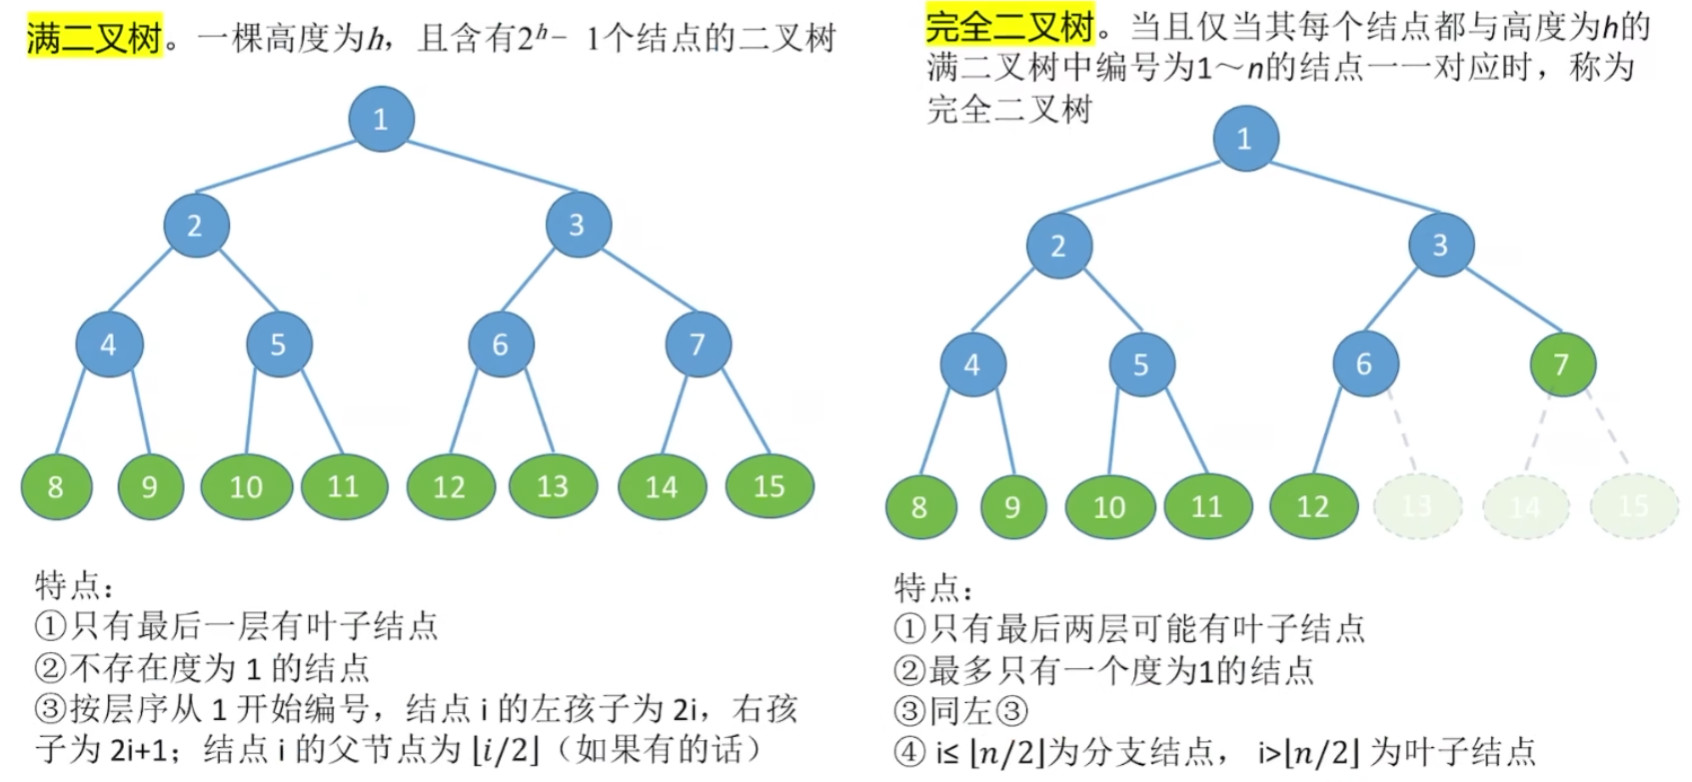 满二叉树。一棵高度为h，且含有2ʰ− 1个结点的二叉树
1
2
3
4
5
6
7
8
9
10
11
12
13
14
15
特点：
①只有最后一层有叶子结点
②不存在度为 1 的结点
③按层序从 1 开始编号，结点 i 的左孩子为 2i，右孩
子为 2i+1；结点 i 的父节点为 ⌊i/2⌋（如果有的话）
完全二叉树。当且仅当其每个结点都与高度为h的
满二叉树中编号为1～n的结点一一对应时，称为
完全二叉树
1
2
3
4
5
6
7
8
9
10
11
12
13
14
15
特点：
①只有最后两层可能有叶子结点
②最多只有一个度为1的结点
③同左③
④ i≤ ⌊n/2⌋为分支结点， i>⌊n/2⌋ 为叶子结点